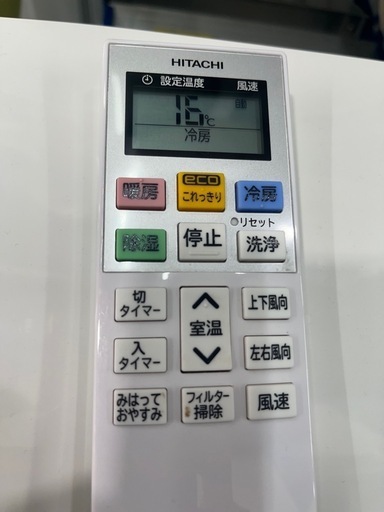 HITACHI
設定温度 風速
16℃
冷房
暖房
eco
これっきり
冷房
リセット
除湿
停止
洗浄
切
タイマー
室温
上下風向
入
タイマー
左右風向
みはって
おやすみ
フィルター
掃除
風速